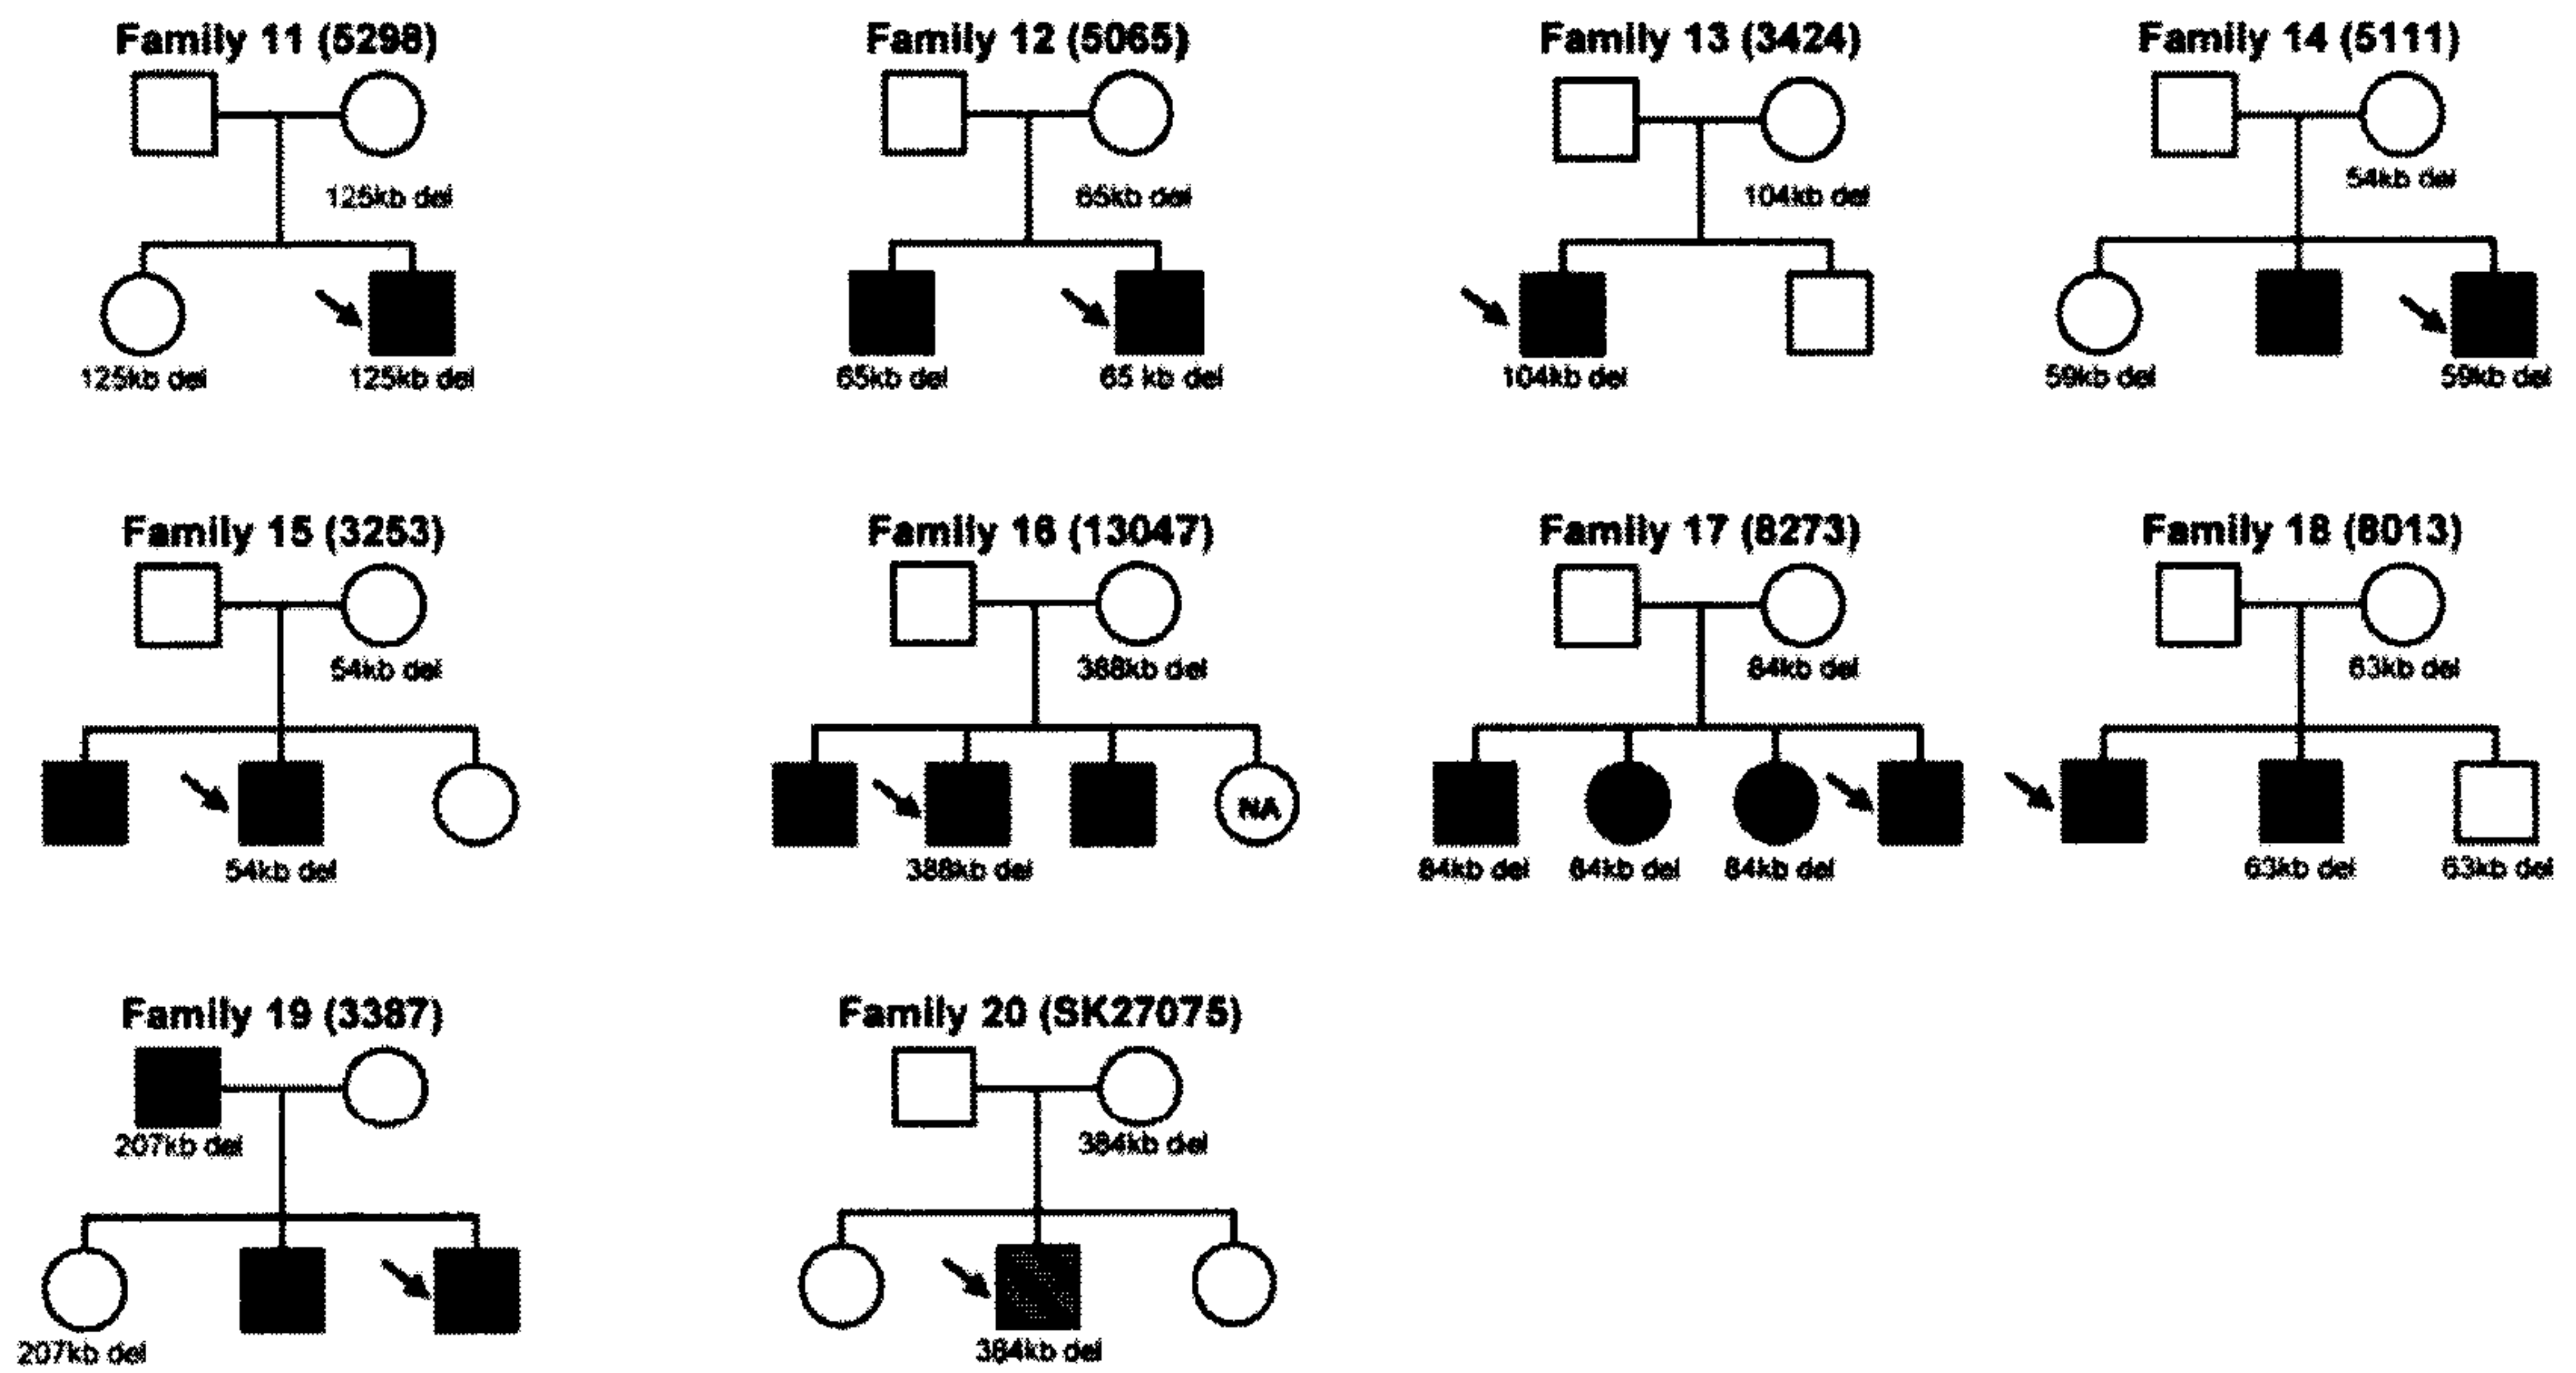 Family 11 (5298)
Family 12 (5065)
Family 13 (3424)
Family 14 (5111)
125kb del
65kb del
104kb del
54kb del
125kb del
125kb del
65kb del
65 kb del
104kb del
59kb del
59kb del
Family 15 (3253)
Family 16 (13047)
Family 17 (8273)
Family 18 (8013)
54kb del
388kb del
84kb del
63kb del
NA
54kb del
388kb del
84kb del
84kb del
84kb del
63kb del
63kb del
Family 19 (3387)
Family 20 (SK27075)
207kb del
384kb del
207kb del
384kb del